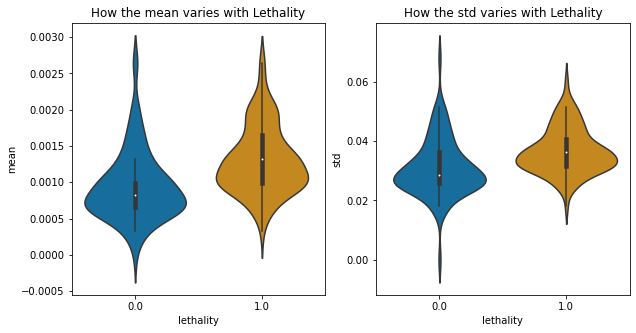 How the mean varies with Lethality
mean
0.0030
0.0025
0.0020
0.0015
0.0010
0.0005
0.0000
−0.0005
0.0
1.0
lethality
How the std varies with Lethality
std
0.06
0.04
0.02
0.00
0.0
1.0
lethality